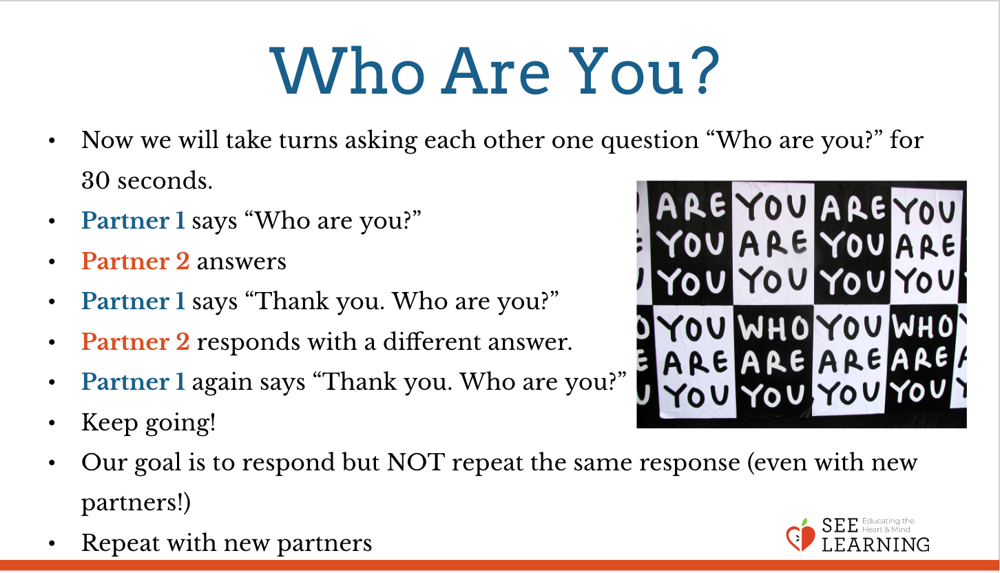 Who Are You?
• Now we will take turns asking each other one question “Who are you?” for
30 seconds.
• Partner 1 says “Who are you?”
• Partner 2 answers
• Partner 1 says “Thank you. Who are you?”
• Partner 2 responds with a different answer.
• Partner 1 again says “Thank you. Who are you?”
• Keep going!
• Our goal is to respond but NOT repeat the same response (even with new
partners!)
• Repeat with new partners
ARE YOU ARE YOU
YOU ARE YOU ARE
YOU YOU YOU YOU
YOU WHO YOU WHO
ARE ARE ARE ARE
YOU YOU YOU YOU
SEE Educating the
Heart & Mind
LEARNING